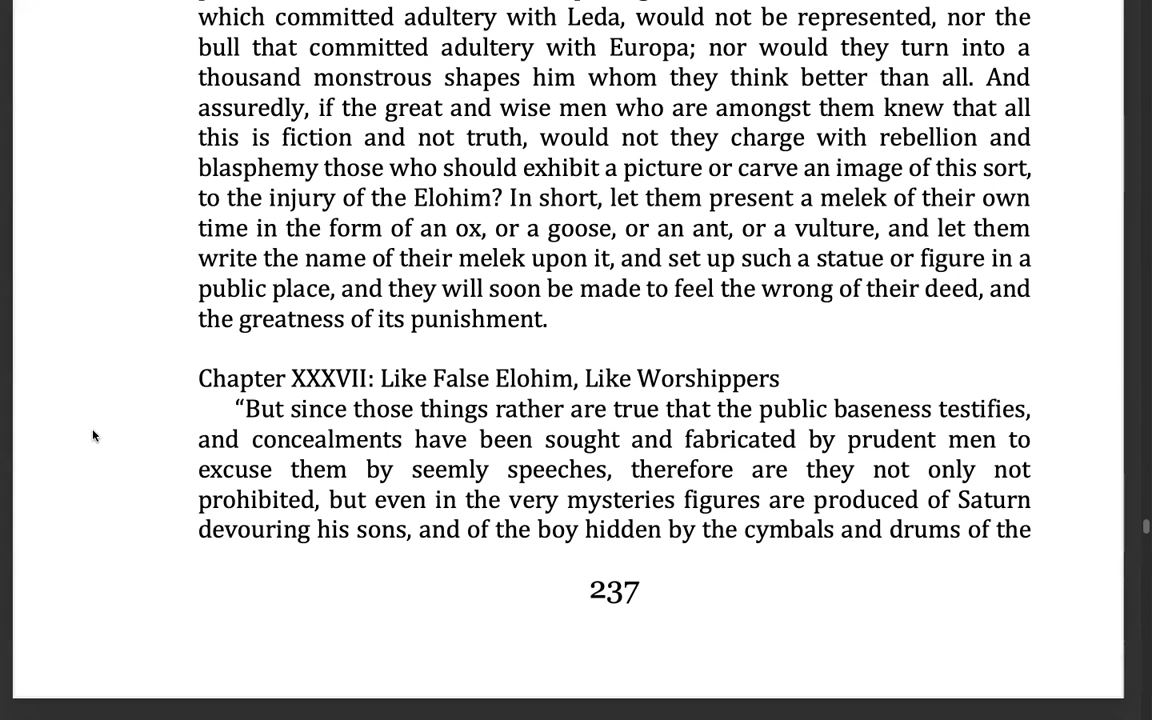 which committed adultery with Leda, would not be represented, nor the
bull that committed adultery with Europa; nor would they turn into a
thousand monstrous shapes him whom they think better than all. And
assuredly, if the great and wise men who are amongst them knew that all
this is fiction and not truth, would not they charge with rebellion and
blasphemy those who should exhibit a picture or carve an image of this sort,
to the injury of the Elohim? In short, let them present a melek of their own
time in the form of an ox, or a goose, or an ant, or a vulture, and let them
write the name of their melek upon it, and set up such a statue or figure in a
public place, and they will soon be made to feel the wrong of their deed, and
the greatness of its punishment.
Chapter XXXVII: Like False Elohim, Like Worshippers
“But since those things rather are true that the public baseness testifies,
and concealments have been sought and fabricated by prudent men to
excuse them by seemly speeches, therefore are they not only not
prohibited, but even in the very mysteries figures are produced of Saturn
devouring his sons, and of the boy hidden by the cymbals and drums of the
237